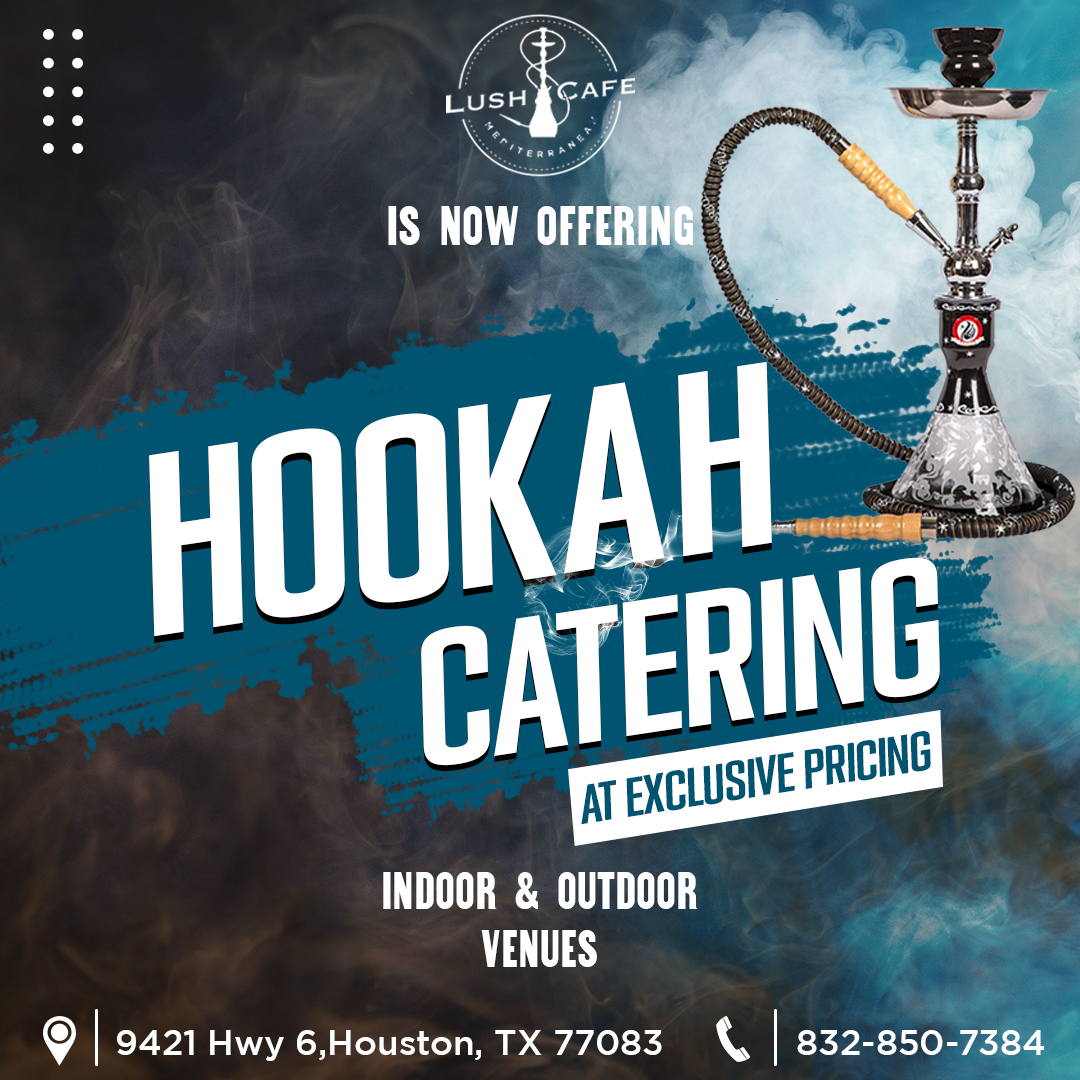 LUSH CAFE
MEDITERRANEAN
IS NOW OFFERING
HOOKAH
CATERING
AT EXCLUSIVE PRICING
INDOOR & OUTDOOR
VENUES
9421 Hwy 6,Houston, TX 77083
832-850-7384